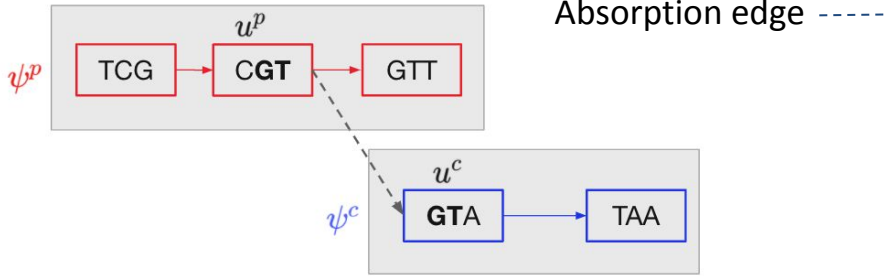 Absorption edge
u^p
ψ^p TCG CGT GTT
u^c
ψ^c GTA TAA